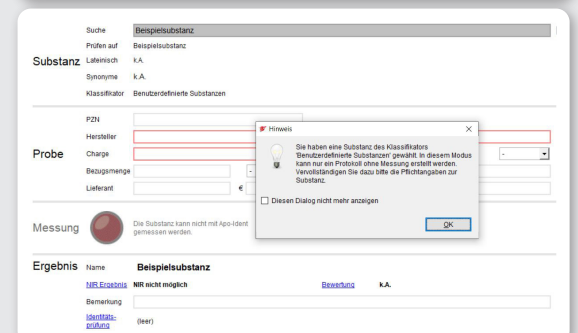 Suche Beispielsubstanz
Prüfen auf Beispielsubstanz
Substanz Lateinisch k.A.
Synonyme k.A.
Klassifikator Benutzerdefinierte Substanzen
PZN
Hersteller
Probe Charge -
Bezugsmenge -
Lieferant €
Hinweis
Sie haben eine Substanz des Klassifikators
'Benutzerdefinierte Substanzen' gewählt. In diesem Modus
kann nur ein Protokoll ohne Messung erstellt werden.
Vervollständigen Sie dazu bitte die Pflichtangaben zur
Substanz.
Diesen Dialog nicht mehr anzeigen
OK
Messung Die Substanz kann nicht mit Apo-Ident
gemessen werden.
Ergebnis Name Beispielsubstanz
NIR Ergebnis NIR nicht möglich Bewertung k.A.
Bemerkung
Identitäts-
prüfung (leer)